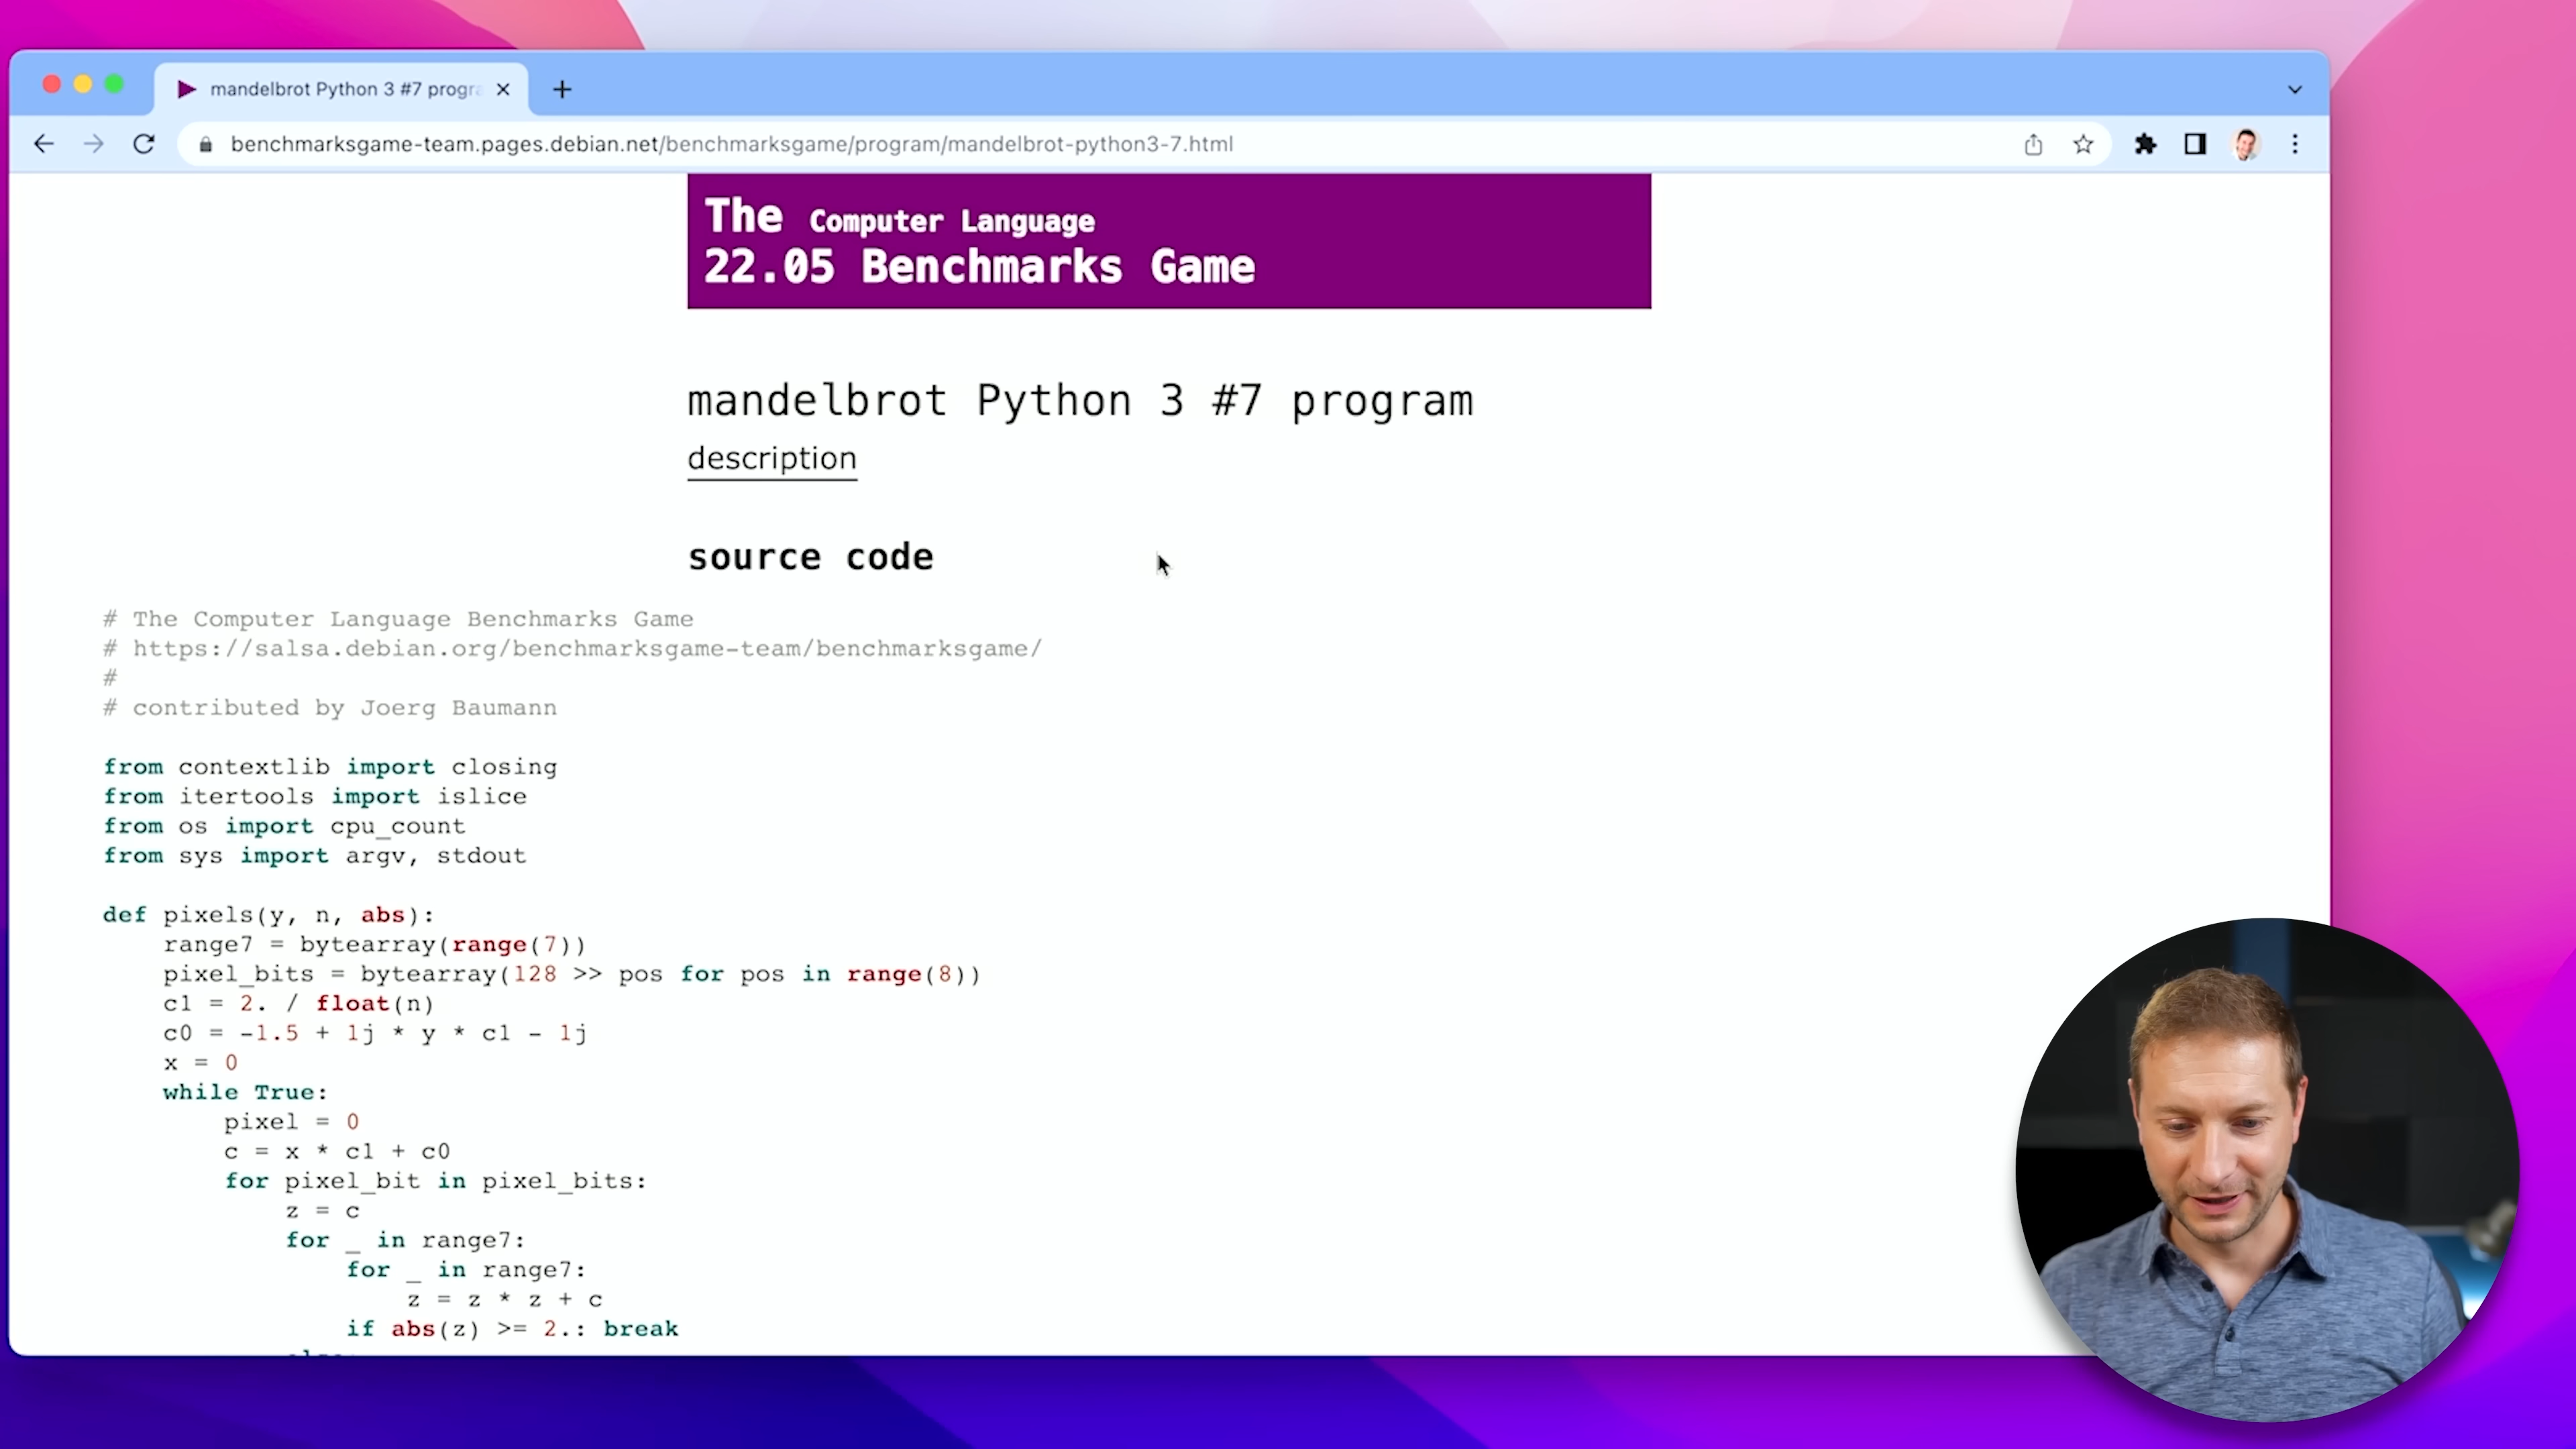 mandelbrot Python 3 #7 progra
benchmarksgame-team.pages.debian.net/benchmarksgame/program/mandelbrot-python3-7.html
The Computer Language
22.05 Benchmarks Game
mandelbrot Python 3 #7 program
description
source code
# The Computer Language Benchmarks Game
# https://salsa.debian.org/benchmarksgame-team/benchmarksgame/
#
# contributed by Joerg Baumann
from contextlib import closing
from itertools import islice
from os import cpu_count
from sys import argv, stdout
def pixels(y, n, abs):
range7 = bytearray(range(7))
pixel_bits = bytearray(128 >> pos for pos in range(8))
c1 = 2. / float(n)
c0 = -1.5 + 1j * y * c1 - 1j
x = 0
while True:
pixel = 0
c = x * c1 + c0
for pixel_bit in pixel_bits:
z = c
for _ in range7:
for _ in range7:
z = z * z + c
if abs(z) >= 2.: break